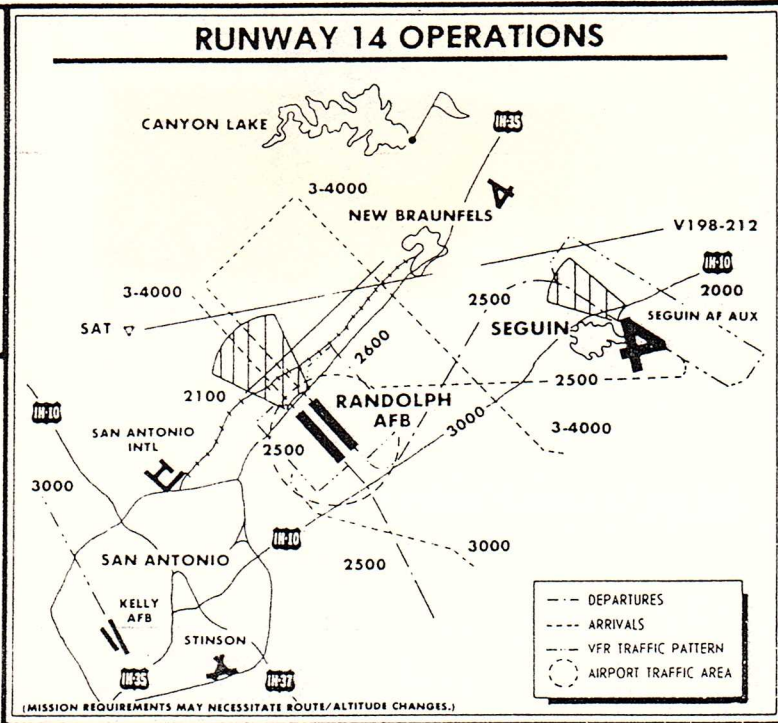 RUNWAY 14 OPERATIONS
CANYON LAKE
IH-35
3-4000
NEW BRAUNFELS
V198-212
IH-10
3-4000
2500
2000
SAT
SEGUIN
SEGUIN AF AUX
2600
2100
2500
RANDOLPH
AFB
IH-10
SAN ANTONIO
INTL
2500
3000
3-4000
3000
IH-10
3000
SAN ANTONIO
2500
KELLY
AFB
STINSON
IH-35
IH-37
DEPARTURES
ARRIVALS
VFR TRAFFIC PATTERN
AIRPORT TRAFFIC AREA
(MISSION REQUIREMENTS MAY NECESSITATE ROUTE/ALTITUDE CHANGES.)